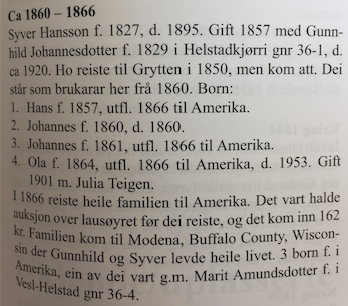 Ca 1860 – 1866
Syver Hansson f. 1827, d. 1895. Gift 1857 med Gunn-
hild Johannesdotter f. 1829 i Helstadkjørri gnr 36-1, d.
ca 1920. Ho reiste til Grytten i 1850, men kom att. Dei
står som brukarar her frå 1860. Born:
1. Hans f. 1857, utfl. 1866 til Amerika.
2. Johannes f. 1860, d. 1860.
3. Johannes f. 1861, utfl. 1866 til Amerika.
4. Ola f. 1864, utfl. 1866 til Amerika, d. 1953. Gift
1901 m. Julia Teigen.
I 1866 reiste heile familien til Amerika. Det vart halde
auksjon over lausøyret før dei reiste, og det kom inn 162
kr. Familien kom til Modena, Buffalo County, Wiscon-
sin der Gunnhild og Syver levde heile livet. 3 born f. i
Amerika, ein av dei vart g.m. Marit Amundsdotter f. i
Vesl-Helstad gnr 36-4.